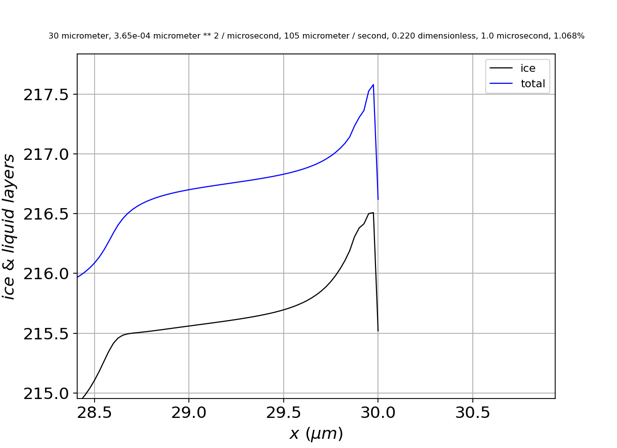 30 micrometer, 3.65e-04 micrometer ** 2 / microsecond, 105 micrometer / second, 0.220 dimensionless, 1.0 microsecond, 1.068%
ice
total
217.5
217.0
216.5
216.0
215.5
215.0
ice & liquid layers
28.5 29.0 29.5 30.0 30.5
x (μm)